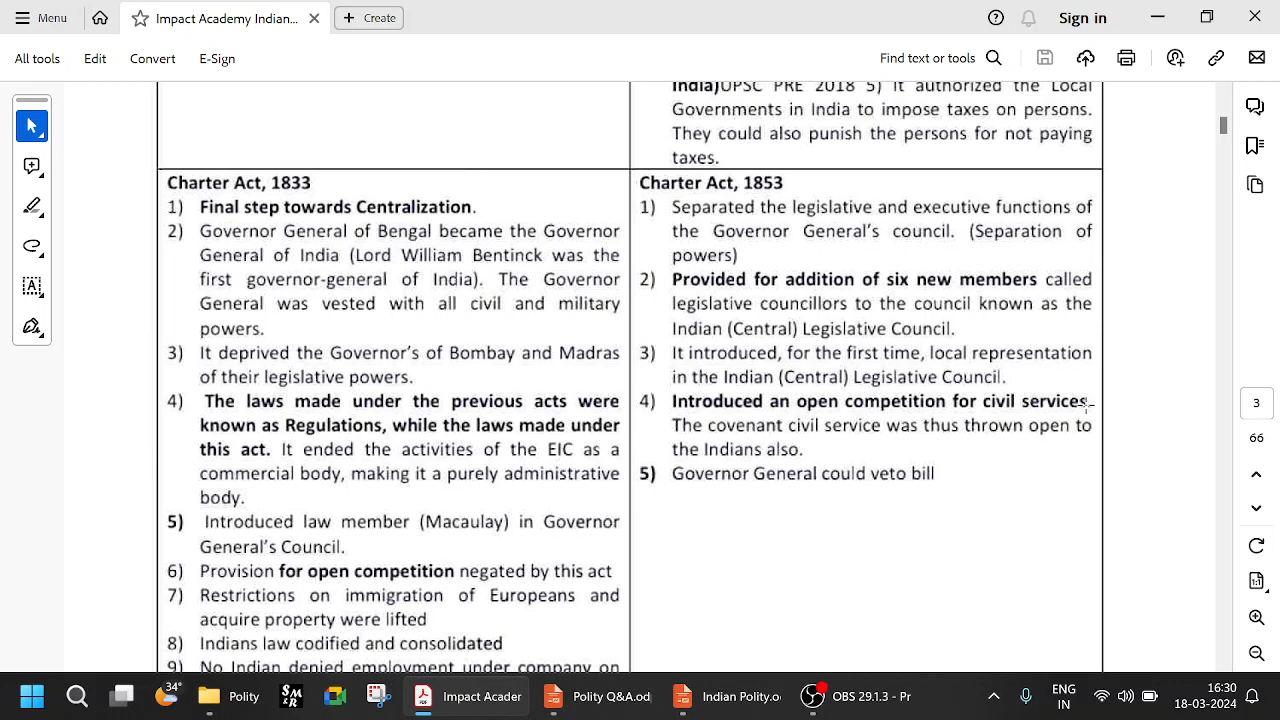 Menu
Impact Academy Indian...
Create
Sign in
All tools
Edit
Convert
E-Sign
Find text or tools
India)UPSC PRE 2018 5) It authorized the Local
Governments in India to impose taxes on persons.
They could also punish the persons for not paying
taxes.
Charter Act, 1833
1) Final step towards Centralization.
2) Governor General of Bengal became the Governor
General of India (Lord William Bentinck was the
first governor-general of India). The Governor
General was vested with all civil and military
powers.
3) It deprived the Governor's of Bombay and Madras
of their legislative powers.
4) The laws made under the previous acts were
known as Regulations, while the laws made under
this act. It ended the activities of the EIC as a
commercial body, making it a purely administrative
body.
5) Introduced law member (Macaulay) in Governor
General's Council.
6) Provision for open competition negated by this act
7) Restrictions on immigration of Europeans and
acquire property were lifted
8) Indians law codified and consolidated
9) No Indian denied employment under company on
Charter Act, 1853
1) Separated the legislative and executive functions of
the Governor General's council. (Separation of
powers)
2) Provided for addition of six new members called
legislative councillors to the council known as the
Indian (Central) Legislative Council.
3) It introduced, for the first time, local representation
in the Indian (Central) Legislative Council.
4) Introduced an open competition for civil services.
The covenant civil service was thus thrown open to
the Indians also.
5) Governor General could veto bill
3
66
1:1
34°
Polity
SM&R
Impact Acader
Polity Q&A.od
Indian Polity.o
OBS 29.1.3 - Pr
ENG
IN
16:30
18-03-2024